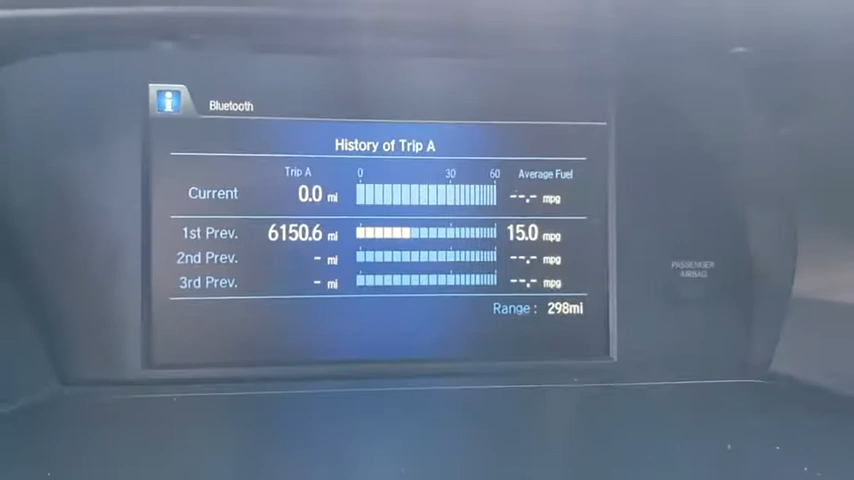 i Bluetooth
History of Trip A
Trip A 0 30 60 Average Fuel
Current 0.0 mi --.- mpg
1st Prev. 6150.6 mi 15.0 mpg
2nd Prev. - mi --.- mpg
3rd Prev. - mi --.- mpg
Range : 298mi
PASSENGER
AIRBAG